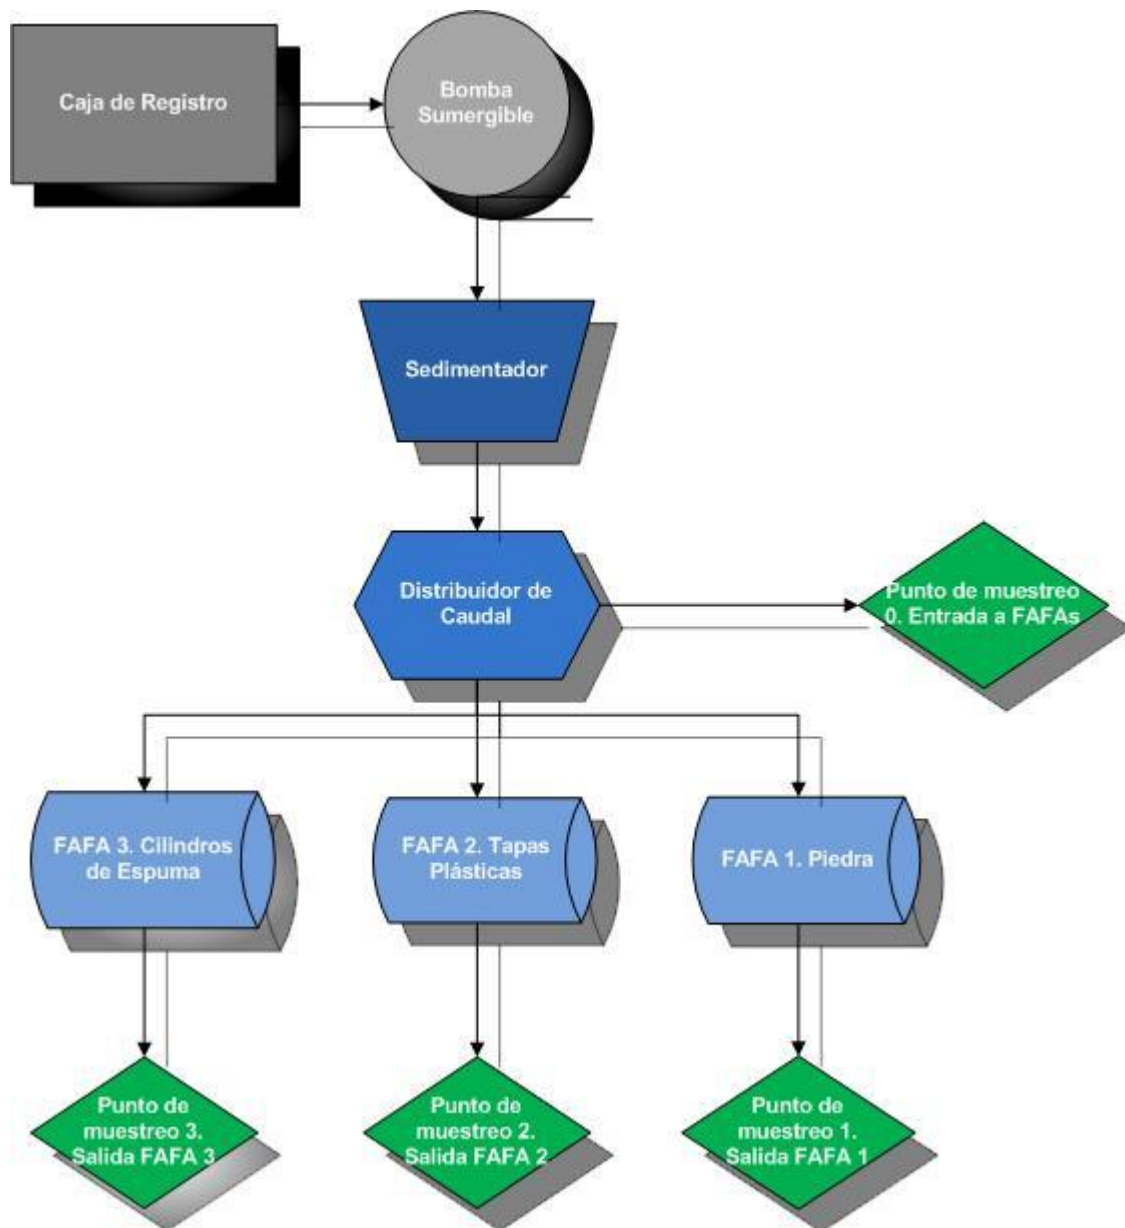 Caja de Registro
Bomba
Sumergible
Sedimentador
Distribuidor de
Caudal
Punto de muestreo
0. Entrada a FAFAs
FAFA 3. Cilindros
de Espuma
FAFA 2. Tapas
Plásticas
FAFA 1. Piedra
Punto de
muestreo 3.
Salida FAFA 3
Punto de
muestreo 2.
Salida FAFA 2
Punto de
muestreo 1.
Salida FAFA 1